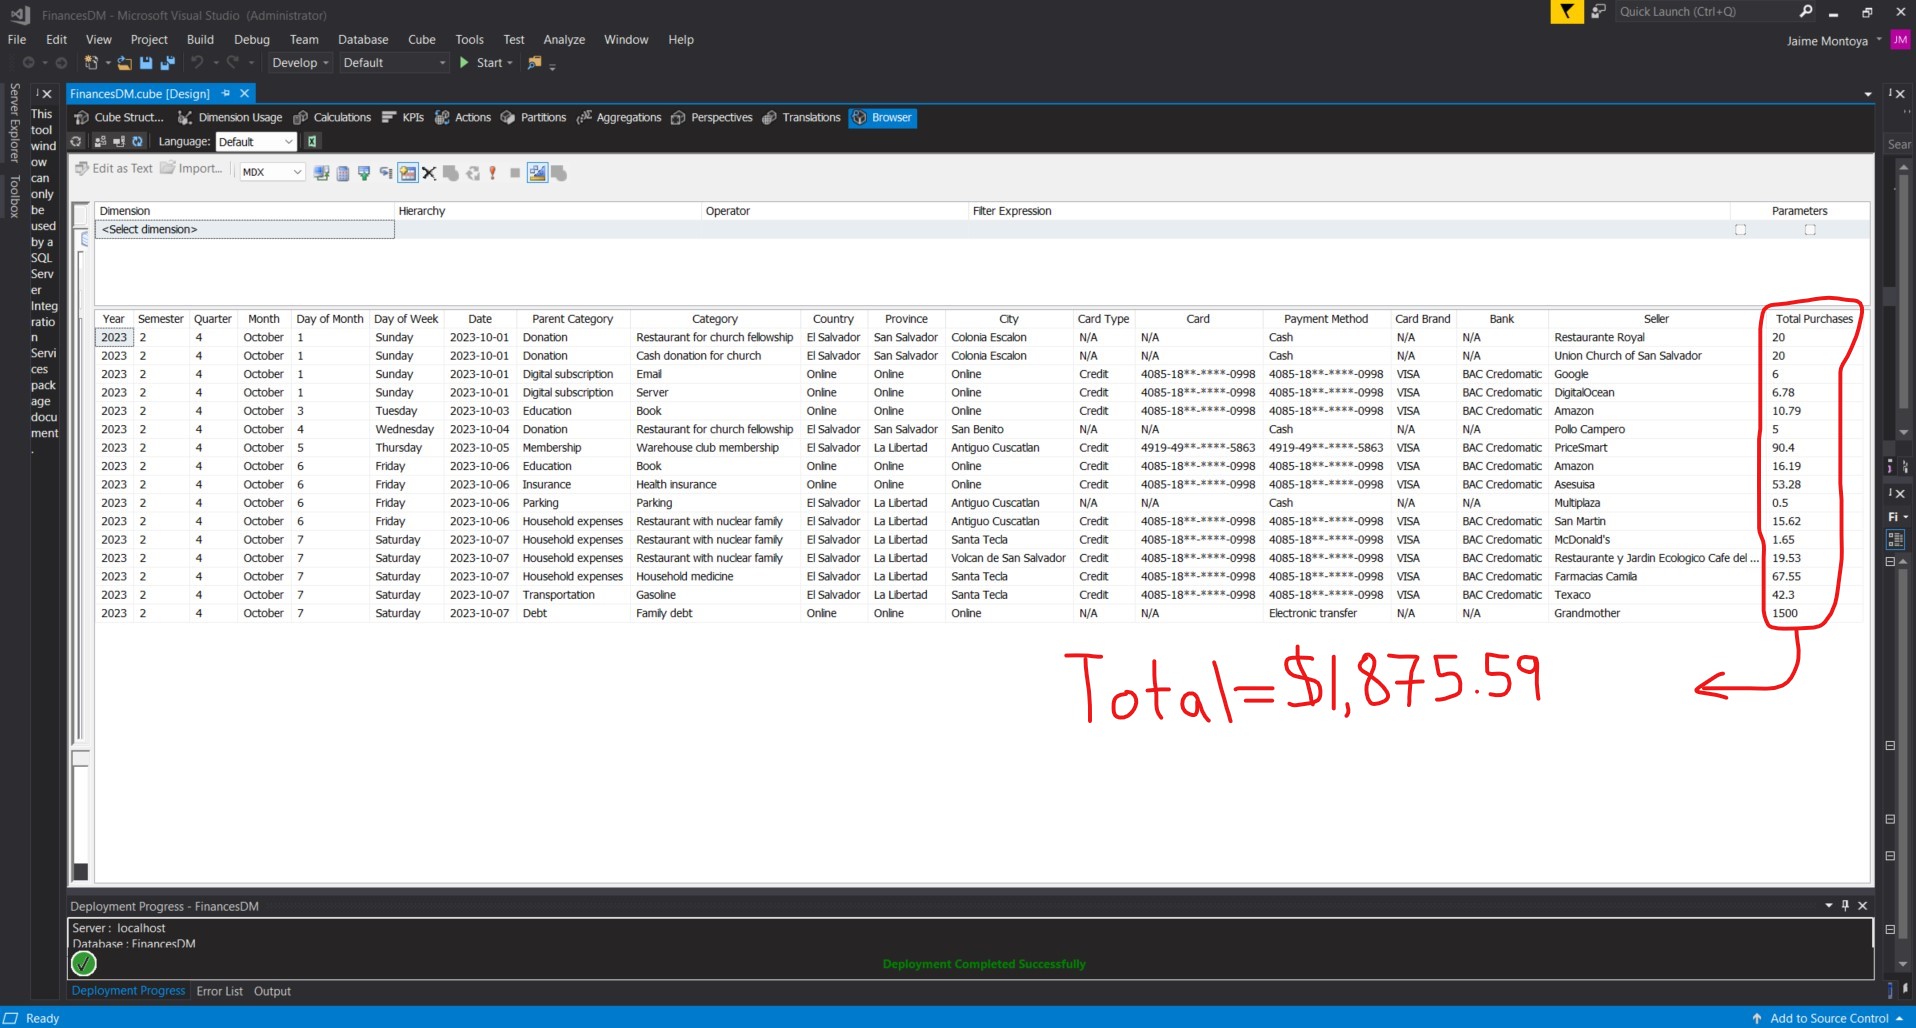 FinancesDM - Microsoft Visual Studio (Administrator)
Quick Launch (Ctrl+Q)
File Edit View Project Build Debug Team Database Cube Tools Test Analyze Window Help
Jaime Montoya JM
Develop Default Start
Server Explorer
Toolbox
This
tool
wind
ow
can
only
be
used
by a
SQL
Serv
er
Integ
ratio
n
Servi
ces
pack
age
docu
ment
.
FinancesDM.cube [Design]
Cube Struct... Dimension Usage Calculations KPIs Actions Partitions Aggregations Perspectives Translations Browser
Language: Default
Sear
Edit as Text Import... MDX
Dimension Hierarchy Operator Filter Expression Parameters
<Select dimension>
Year Semester Quarter Month Day of Month Day of Week Date Parent Category Category Country Province City Card Type Card Payment Method Card Brand Bank Seller Total Purchases
2023 2 4 October 1 Sunday 2023-10-01 Donation Restaurant for church fellowship El Salvador San Salvador Colonia Escalon N/A N/A Cash N/A N/A Restaurante Royal 20
2023 2 4 October 1 Sunday 2023-10-01 Donation Cash donation for church El Salvador San Salvador Colonia Escalon N/A N/A Cash N/A N/A Union Church of San Salvador 20
2023 2 4 October 1 Sunday 2023-10-01 Digital subscription Email Online Online Online Credit 4085-18**-****-0998 4085-18**-****-0998 VISA BAC Credomatic Google 6
2023 2 4 October 1 Sunday 2023-10-01 Digital subscription Server Online Online Online Credit 4085-18**-****-0998 4085-18**-****-0998 VISA BAC Credomatic DigitalOcean 6.78
2023 2 4 October 3 Tuesday 2023-10-03 Education Book Online Online Online Credit 4085-18**-****-0998 4085-18**-****-0998 VISA BAC Credomatic Amazon 10.79
2023 2 4 October 4 Wednesday 2023-10-04 Donation Restaurant for church fellowship El Salvador San Salvador San Benito N/A N/A Cash N/A N/A Pollo Campero 5
2023 2 4 October 5 Thursday 2023-10-05 Membership Warehouse club membership El Salvador La Libertad Antiguo Cuscatlan Credit 4919-49**-****-5863 4919-49**-****-5863 VISA BAC Credomatic PriceSmart 90.4
2023 2 4 October 6 Friday 2023-10-06 Education Book Online Online Online Credit 4085-18**-****-0998 4085-18**-****-0998 VISA BAC Credomatic Amazon 16.19
2023 2 4 October 6 Friday 2023-10-06 Insurance Health insurance Online Online Online Credit 4085-18**-****-0998 4085-18**-****-0998 VISA BAC Credomatic Asesuisa 53.28
2023 2 4 October 6 Friday 2023-10-06 Parking Parking El Salvador La Libertad Antiguo Cuscatlan N/A N/A Cash N/A N/A Multiplaza 0.5
2023 2 4 October 6 Friday 2023-10-06 Household expenses Restaurant with nuclear family El Salvador La Libertad Antiguo Cuscatlan Credit 4085-18**-****-0998 4085-18**-****-0998 VISA BAC Credomatic San Martin 15.62
2023 2 4 October 7 Saturday 2023-10-07 Household expenses Restaurant with nuclear family El Salvador La Libertad Santa Tecla Credit 4085-18**-****-0998 4085-18**-****-0998 VISA BAC Credomatic McDonald's 1.65
2023 2 4 October 7 Saturday 2023-10-07 Household expenses Restaurant with nuclear family El Salvador La Libertad Volcan de San Salvador Credit 4085-18**-****-0998 4085-18**-****-0998 VISA BAC Credomatic Restaurante y Jardin Ecologico Cafe del ... 19.53
2023 2 4 October 7 Saturday 2023-10-07 Household expenses Household medicine El Salvador La Libertad Santa Tecla Credit 4085-18**-****-0998 4085-18**-****-0998 VISA BAC Credomatic Farmacias Camila 67.55
2023 2 4 October 7 Saturday 2023-10-07 Transportation Gasoline El Salvador La Libertad Santa Tecla Credit 4085-18**-****-0998 4085-18**-****-0998 VISA BAC Credomatic Texaco 42.3
2023 2 4 October 7 Saturday 2023-10-07 Debt Family debt Online Online Online N/A N/A Electronic transfer N/A N/A Grandmother 1500
Fi
Total=$1,875.59
Deployment Progress - FinancesDM
Server : localhost
Database : FinancesDM
Deployment Completed Successfully
Deployment Progress Error List Output
Ready
Add to Source Control